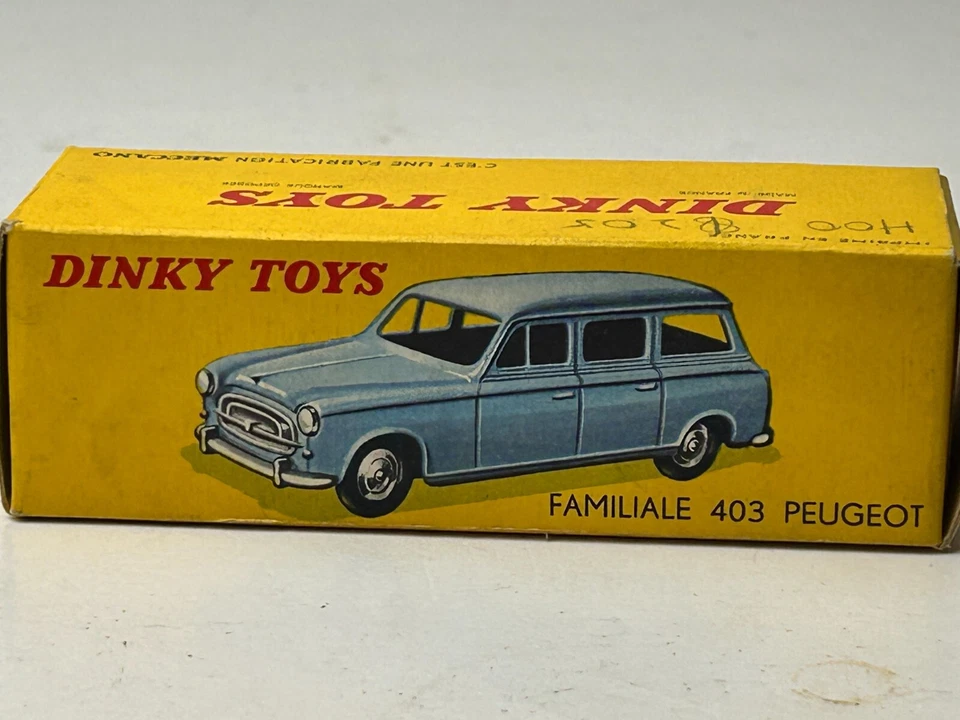 C'EST UNE FABRICATION MECCANO
MARQUE DÉPOSÉE
MADE IN FRANCE
DINKY TOYS
IMPRIMÉ EN FRANCE
DINKY TOYS
FAMILIALE 403 PEUGEOT